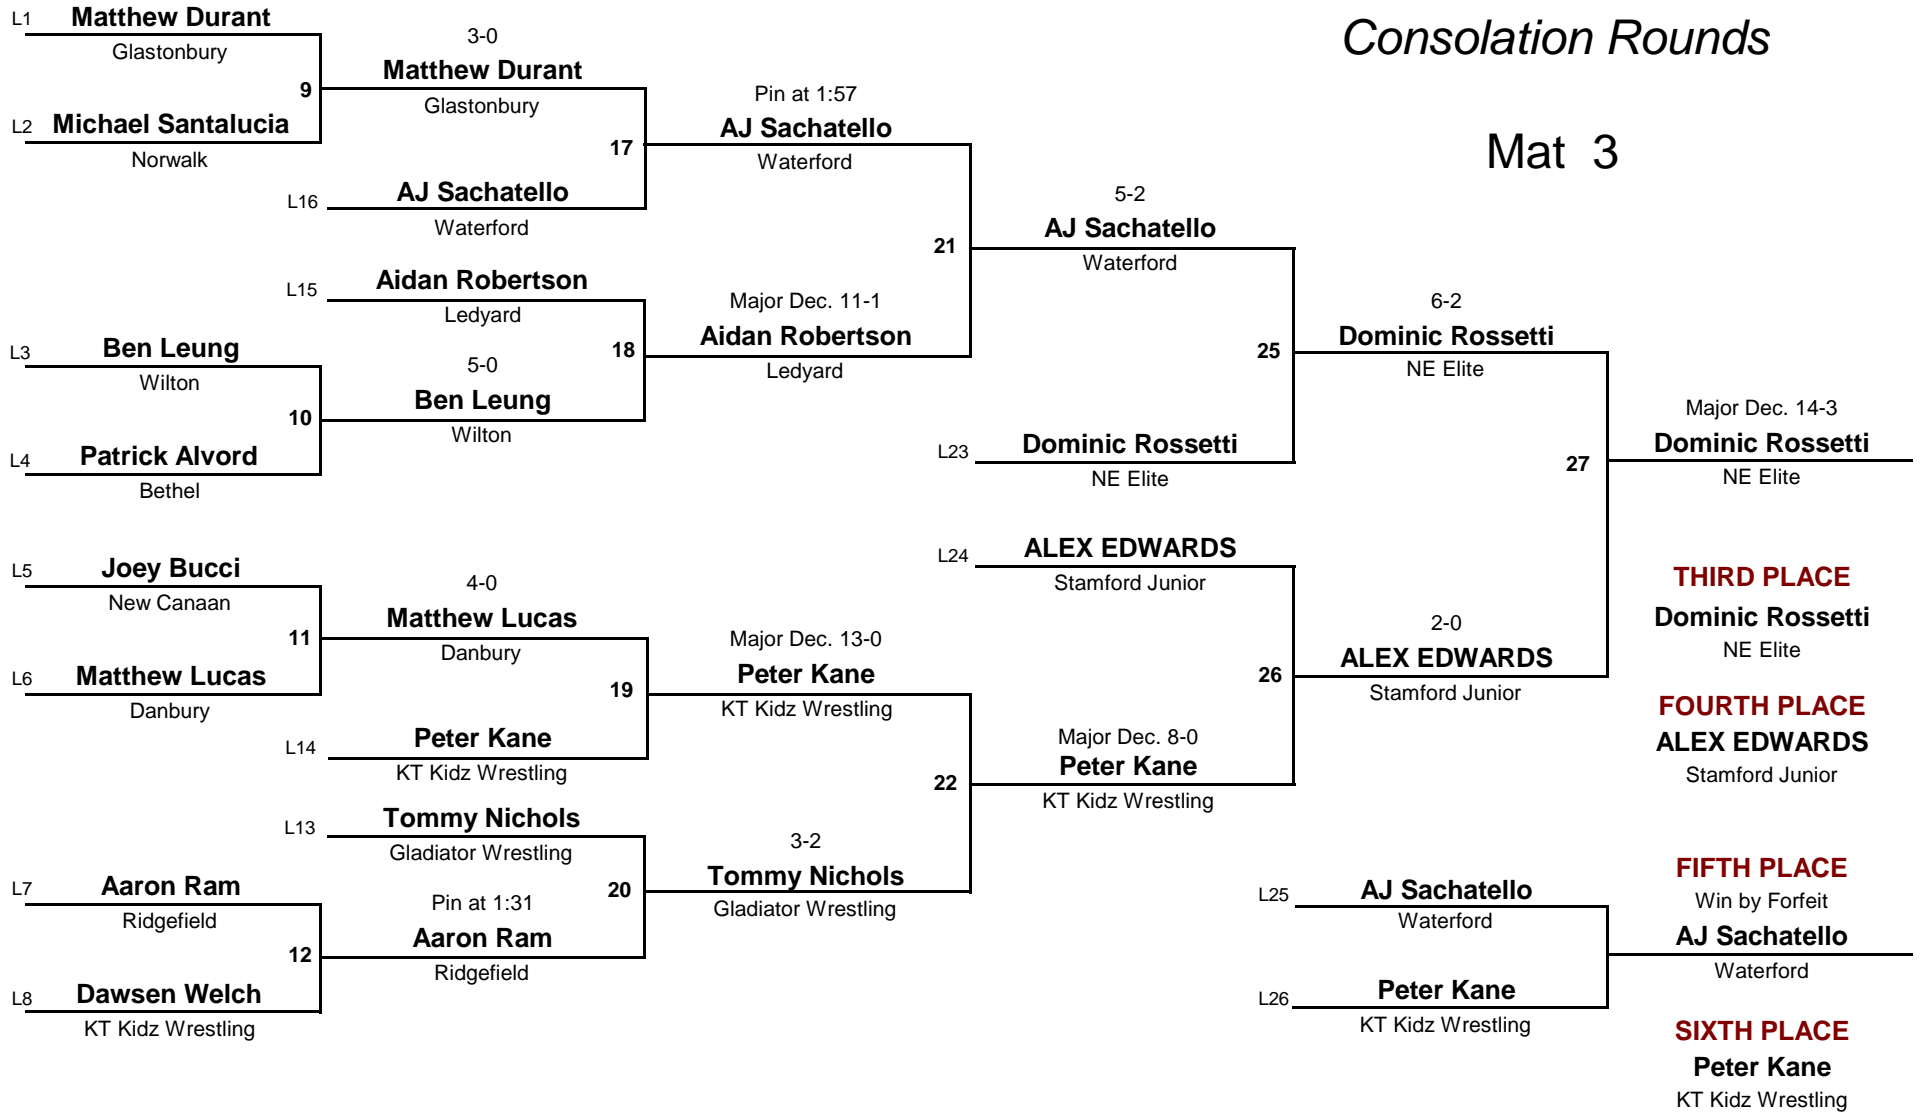 Consolation Rounds
Mat 3
L1 Matthew Durant
Glastonbury
9
L2 Michael Santalucia
Norwalk
L3 Ben Leung
Wilton
10
L4 Patrick Alvord
Bethel
L5 Joey Bucci
New Canaan
11
L6 Matthew Lucas
Danbury
L7 Aaron Ram
Ridgefield
12
L8 Dawsen Welch
KT Kidz Wrestling
3-0
Matthew Durant
Glastonbury
17
L16 AJ Sachatello
Waterford
L15 Aidan Robertson
Ledyard
18
5-0
Ben Leung
Wilton
4-0
Matthew Lucas
Danbury
19
L14 Peter Kane
KT Kidz Wrestling
L13 Tommy Nichols
Gladiator Wrestling
20
Pin at 1:31
Aaron Ram
Ridgefield
Pin at 1:57
AJ Sachatello
Waterford
21
Major Dec. 11-1
Aidan Robertson
Ledyard
Major Dec. 13-0
Peter Kane
KT Kidz Wrestling
22
3-2
Tommy Nichols
Gladiator Wrestling
5-2
AJ Sachatello
Waterford
25
L23 Dominic Rossetti
NE Elite
L24 ALEX EDWARDS
Stamford Junior
26
Major Dec. 8-0
Peter Kane
KT Kidz Wrestling
6-2
Dominic Rossetti
NE Elite
27
2-0
ALEX EDWARDS
Stamford Junior
L25 AJ Sachatello
Waterford
L26 Peter Kane
KT Kidz Wrestling
Major Dec. 14-3
Dominic Rossetti
NE Elite
THIRD PLACE
Dominic Rossetti
NE Elite
FOURTH PLACE
ALEX EDWARDS
Stamford Junior
FIFTH PLACE
Win by Forfeit
AJ Sachatello
Waterford
SIXTH PLACE
Peter Kane
KT Kidz Wrestling